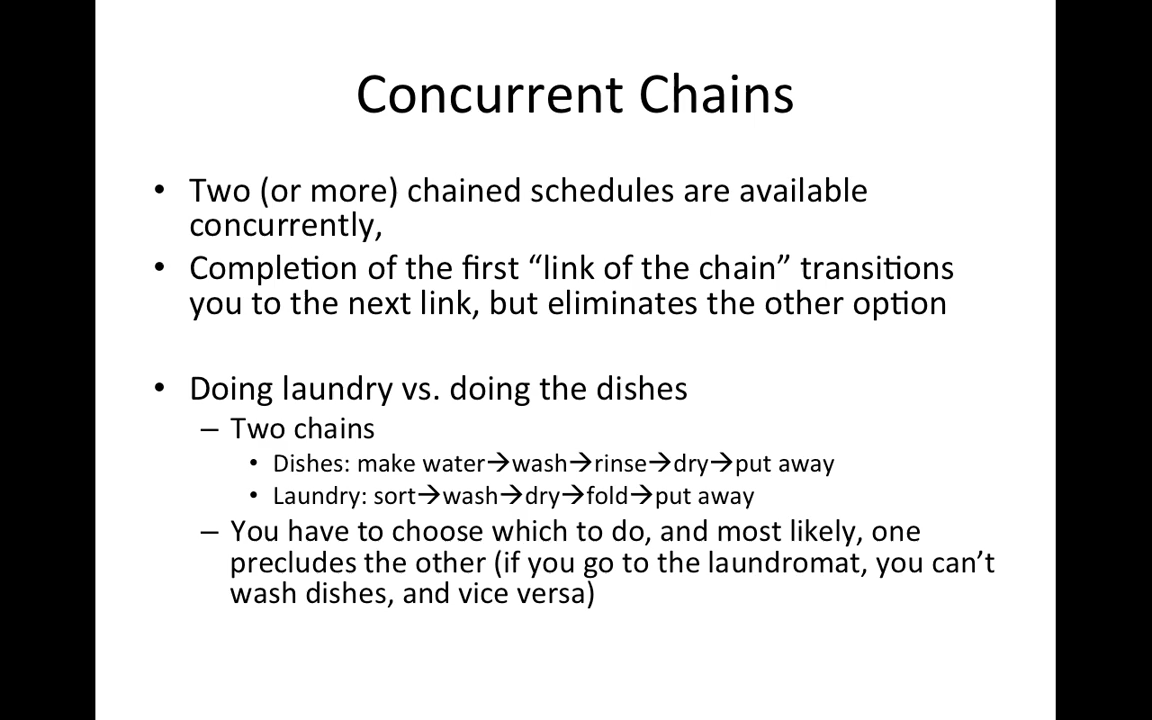 Concurrent Chains
• Two (or more) chained schedules are available
concurrently,
• Completion of the first “link of the chain” transitions
you to the next link, but eliminates the other option
• Doing laundry vs. doing the dishes
– Two chains
• Dishes: make water→wash→rinse→dry→put away
• Laundry: sort→wash→dry→fold→put away
– You have to choose which to do, and most likely, one
precludes the other (if you go to the laundromat, you can’t
wash dishes, and vice versa)